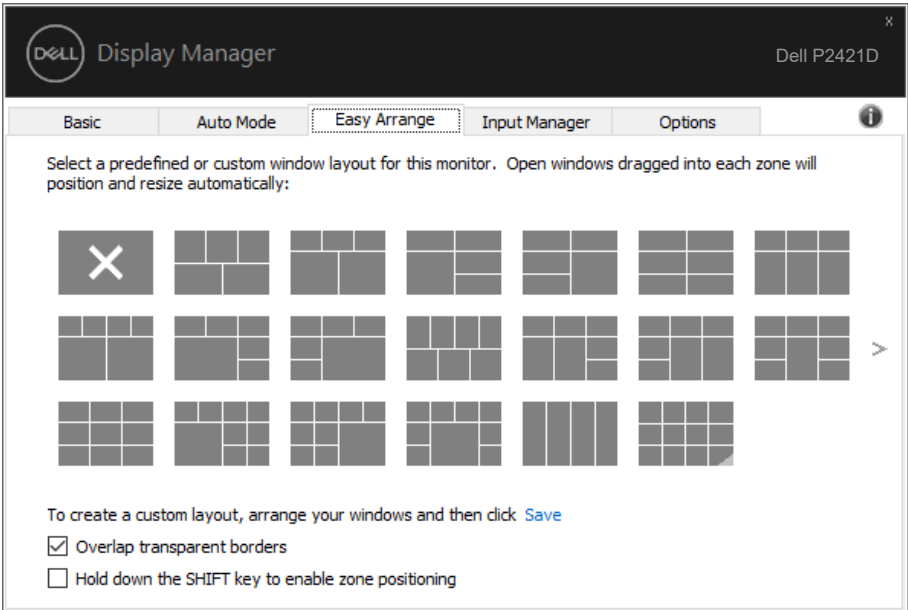 x
DELL Display Manager
Dell P2421D
Basic Auto Mode Easy Arrange Input Manager Options
Select a predefined or custom window layout for this monitor. Open windows dragged into each zone will
position and resize automatically:
>
To create a custom layout, arrange your windows and then click Save
Overlap transparent borders
Hold down the SHIFT key to enable zone positioning